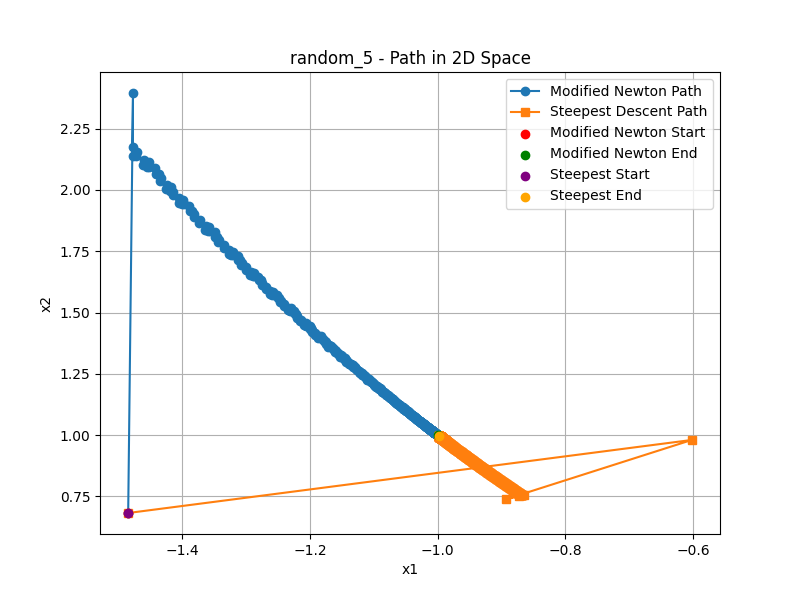 random_5 - Path in 2D Space
Modified Newton Path
Steepest Descent Path
Modified Newton Start
Modified Newton End
Steepest Start
Steepest End
2.25
2.00
1.75
1.50
1.25
1.00
0.75
x2
−1.4 −1.2 −1.0 −0.8 −0.6
x1